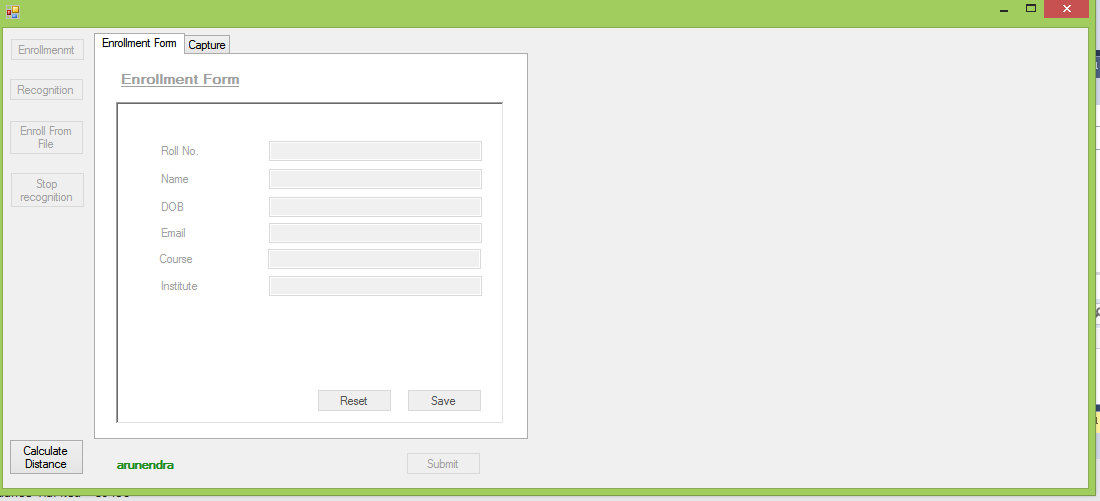 Enrollmenmt
Recognition
Enroll From
File
Stop
recognition
Calculate
Distance
Enrollment Form
Capture
Enrollment Form
Roll No.
Name
DOB
Email
Course
Institute
Reset
Save
arunendra
Submit